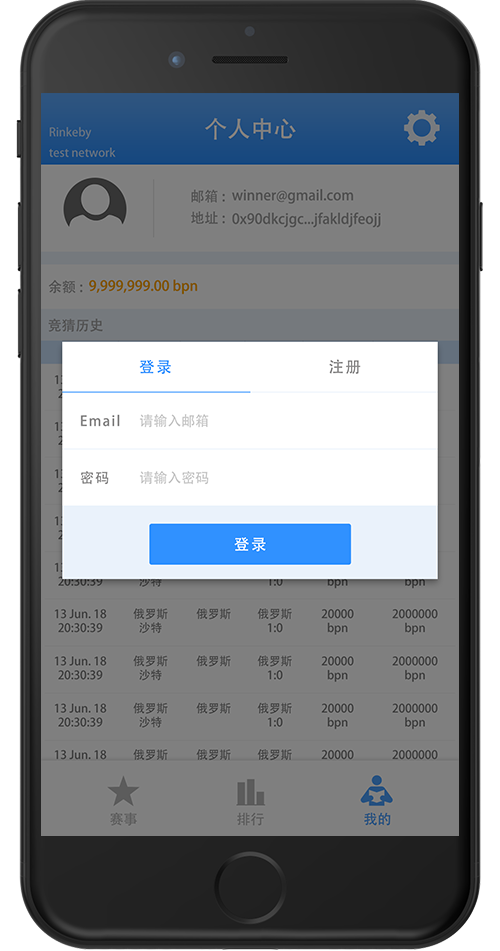 个人中心
Rinkeby
test network
邮箱： winner@gmail.com
地址： 0x90dkcjgc...jfakldjfeojj
余额： 9,999,999.00 bpn
竞猜历史
登录 注册
Email 请输入邮箱
密码 请输入密码
登录
20:30:39 沙特 1:0 bpn bpn
13 Jun. 18 俄罗斯 俄罗斯 俄罗斯 20000 2000000
20:30:39 沙特 1:0 bpn bpn
13 Jun. 18 俄罗斯 俄罗斯 俄罗斯 20000 2000000
20:30:39 沙特 1:0 bpn bpn
13 Jun. 18 俄罗斯 俄罗斯 俄罗斯 20000 2000000
20:30:39 沙特 1:0 bpn bpn
13 Jun. 18 俄罗斯 俄罗斯 俄罗斯 20000 2000000
赛事 排行 我的